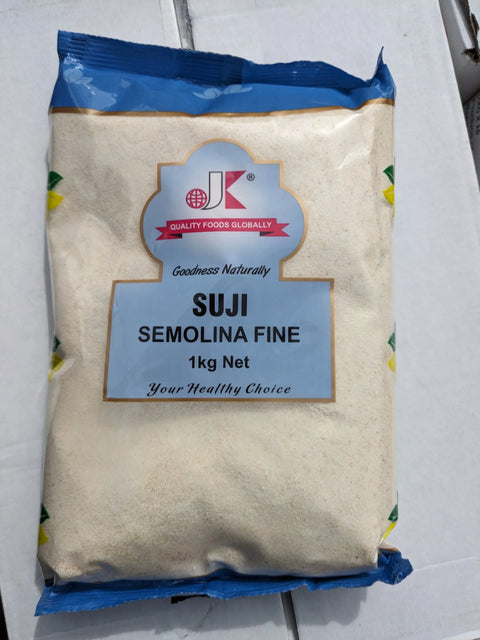 JK®
QUALITY FOODS GLOBALLY
Goodness Naturally
SUJI
SEMOLINA FINE
1kg Net
Your Healthy Choice